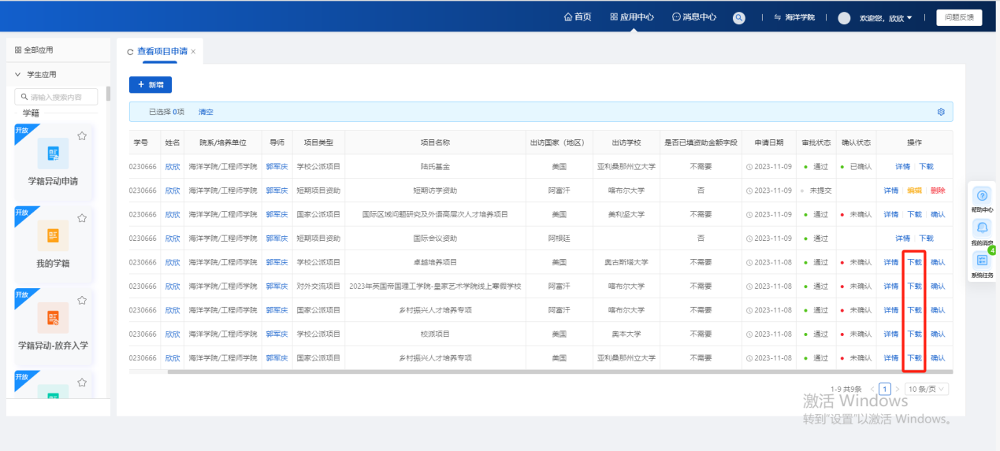 首页 应用中心 消息中心 海洋学院 欢迎您，欣欣 问题反馈
全部应用
查看项目申请 ×
学生应用
+ 新增
请输入搜索内容
已选择 0项 清空
学籍
开放
学籍异动申请
开放
我的学籍
开放
学籍异动-放弃入学
开放
学号 姓名 院系/培养单位 导师 项目类型 项目名称 出访国家（地区） 出访学校 是否已填资助金额字段 申请日期 审批状态 确认状态 操作
0230666 欣欣 海洋学院/工程师学院 郭军庆 学校公派项目 陆氏基金 美国 亚利桑那州立大学 不需要 2023-11-09 通过 已确认 详情 下载
0230666 欣欣 海洋学院/工程师学院 郭军庆 短期项目资助 短期访学资助 阿富汗 喀布尔大学 否 2023-11-09 未提交 详情 编辑 删除
0230666 欣欣 海洋学院/工程师学院 郭军庆 国家公派项目 国际区域问题研究及外语高层次人才培养项目 美国 美利坚大学 不需要 2023-11-09 通过 未确认 详情 下载 确认
0230666 欣欣 海洋学院/工程师学院 郭军庆 短期项目资助 国际会议资助 阿根廷 否 2023-11-09 通过 详情 下载
0230666 欣欣 海洋学院/工程师学院 郭军庆 学校公派项目 卓越培养项目 美国 奥古斯塔大学 不需要 2023-11-09 通过 未确认 详情 下载 确认
0230666 欣欣 海洋学院/工程师学院 郭军庆 对外交流项目 2023年英国帝国理工学院-皇家艺术学院线上寒假学校 阿富汗 喀布尔大学 不需要 2023-11-08 通过 未确认 详情 下载 确认
0230666 欣欣 海洋学院/工程师学院 郭军庆 国家公派项目 乡村振兴人才培养专项 阿富汗 喀布尔大学 不需要 2023-11-08 通过 未确认 详情 下载 确认
0230666 欣欣 海洋学院/工程师学院 郭军庆 学校公派项目 校派项目 美国 奥本大学 不需要 2023-11-08 通过 未确认 详情 下载 确认
0230666 欣欣 海洋学院/工程师学院 郭军庆 国家公派项目 乡村振兴人才培养专项 美国 亚利桑那州立大学 不需要 2023-11-08 通过 未确认 详情 下载 确认
1-9 共9条 < 1 > 10 条/页
帮助中心
我的消息
4
系统任务
激活 Windows
转到"设置"以激活 Windows。